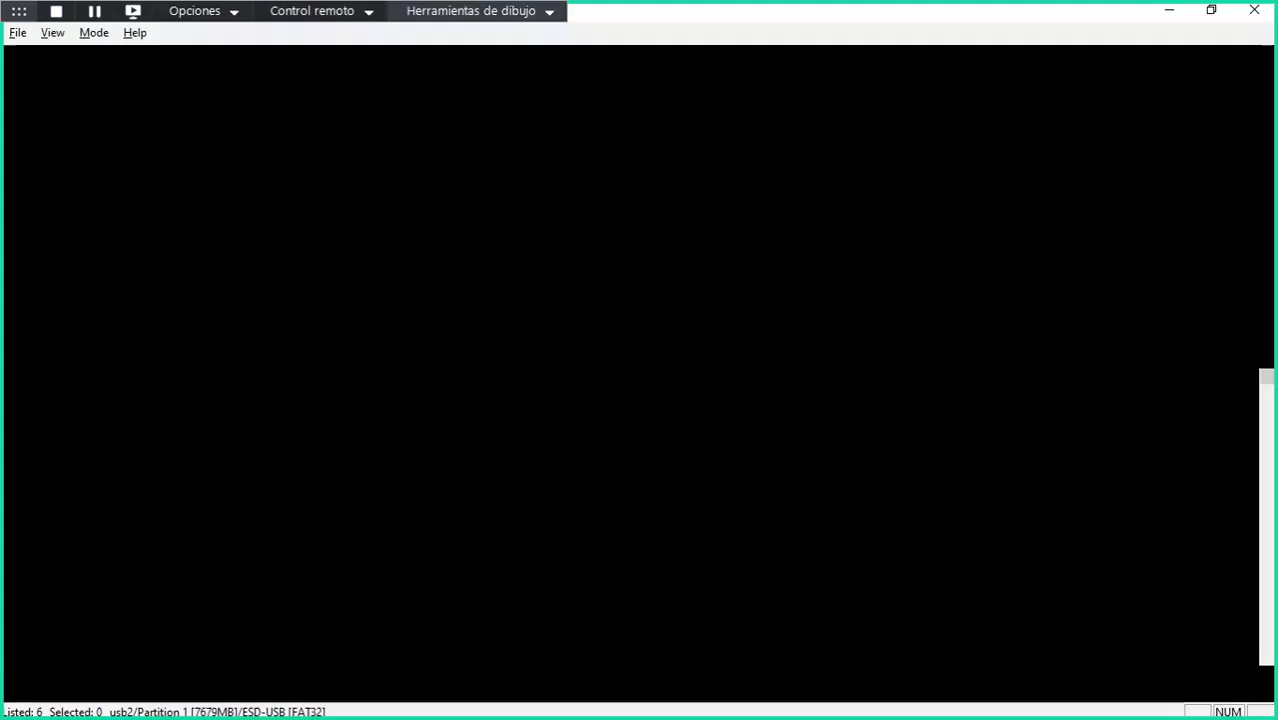 Opciones Control remoto Herramientas de dibujo
File View Mode Help
Listed: 6 Selected: 0 usb2/Partition 1 [7679MB]/ESD-USB [FAT32] NUM